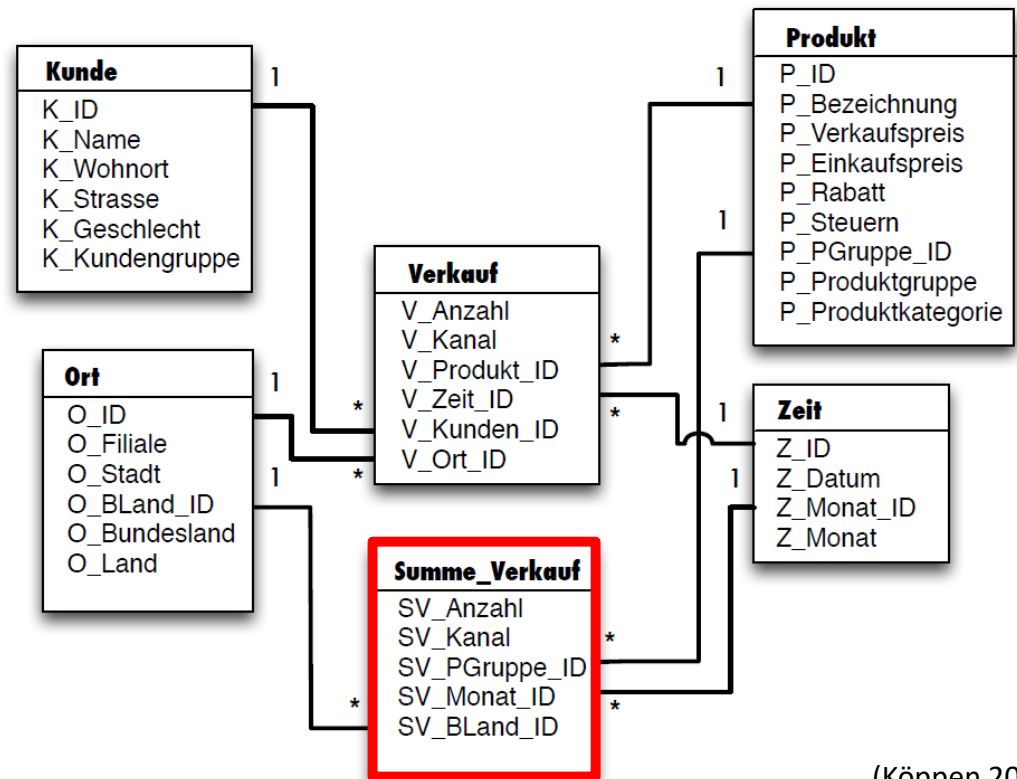 Kunde
K_ID
K_Name
K_Wohnort
K_Strasse
K_Geschlecht
K_Kundengruppe
1
Produkt
P_ID
P_Bezeichnung
P_Verkaufspreis
P_Einkaufspreis
P_Rabatt
P_Steuern
P_PGruppe_ID
P_Produktgruppe
P_Produktkategorie
1
1
Verkauf
V_Anzahl
V_Kanal
V_Produkt_ID
V_Zeit_ID
V_Kunden_ID
V_Ort_ID
*
*
*
*
Ort
O_ID
O_Filiale
O_Stadt
O_BLand_ID
O_Bundesland
O_Land
1
1
Zeit
Z_ID
Z_Datum
Z_Monat_ID
Z_Monat
1
1
Summe_Verkauf
SV_Anzahl
SV_Kanal
SV_PGruppe_ID
SV_Monat_ID
SV_BLand_ID
*
*
*
(Köppen 20